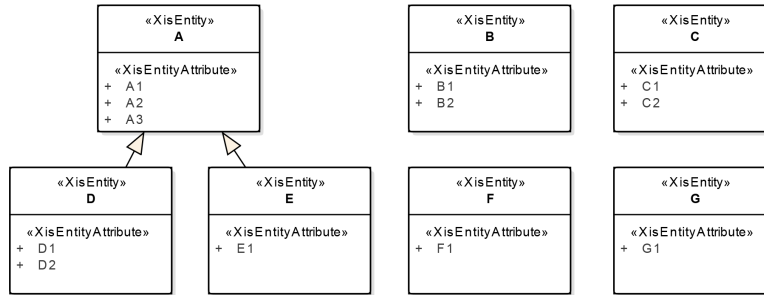 «XisEntity»
A
«XisEntityAttribute»
+ A1
+ A2
+ A3
«XisEntity»
B
«XisEntityAttribute»
+ B1
+ B2
«XisEntity»
C
«XisEntityAttribute»
+ C1
+ C2
«XisEntity»
D
«XisEntityAttribute»
+ D1
+ D2
«XisEntity»
E
«XisEntityAttribute»
+ E1
«XisEntity»
F
«XisEntityAttribute»
+ F1
«XisEntity»
G
«XisEntityAttribute»
+ G1